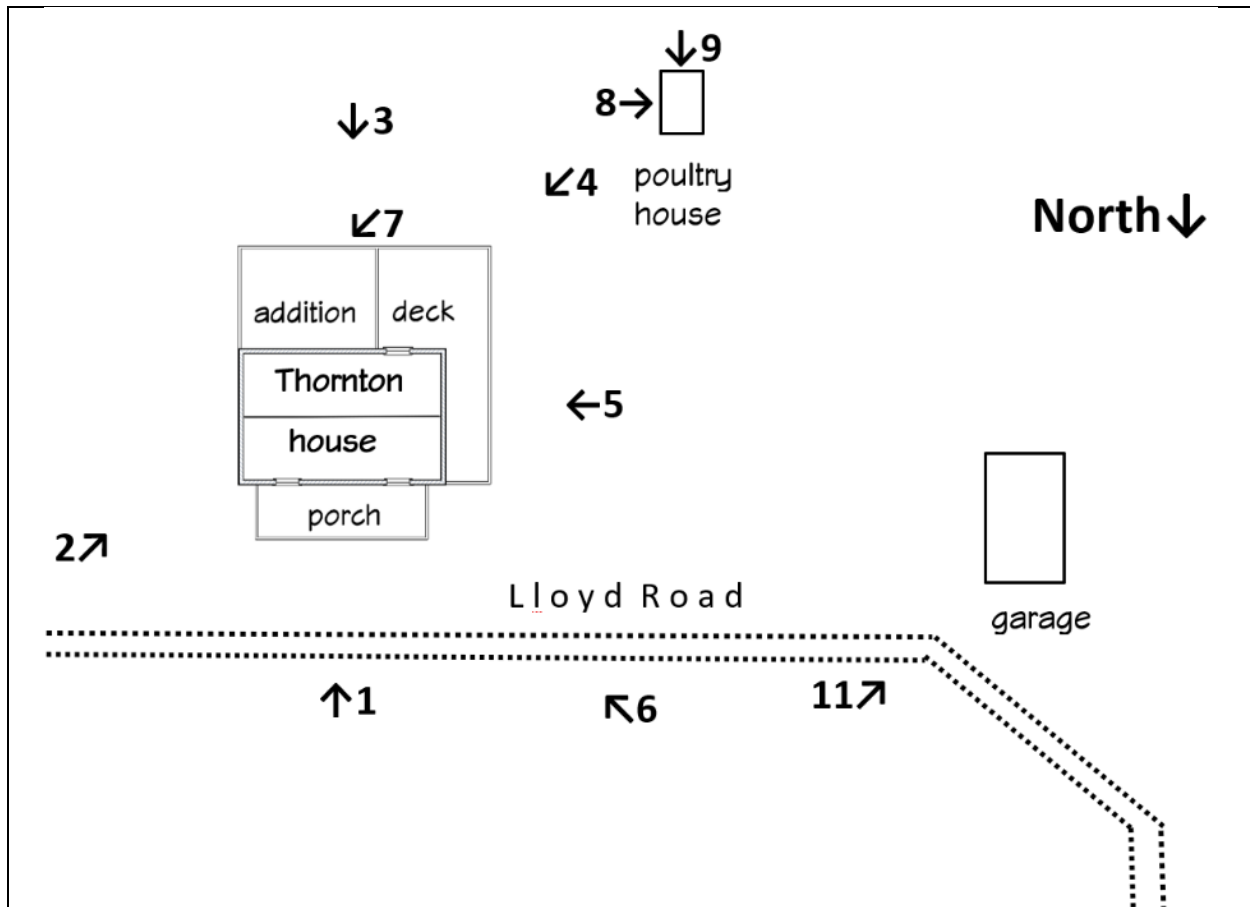 ↓9
8→
↓3
↙4
poultry
house
North↓
↙7
addition
deck
Thornton
house
←5
porch
2↗
Lloyd Road
garage
↑1
↖6
11↗